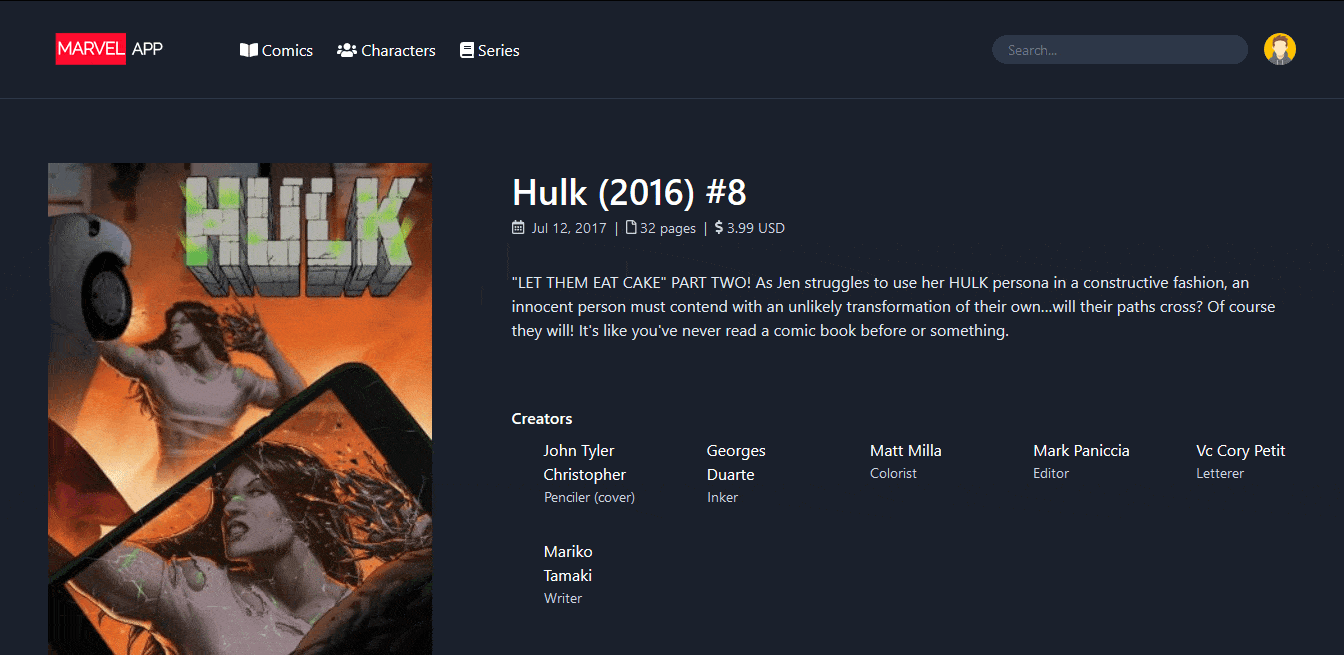 MARVEL APP
Comics
Characters
Series
Search...
HULK
Hulk (2016) #8
Jul 12, 2017 | 32 pages | $ 3.99 USD
"LET THEM EAT CAKE" PART TWO! As Jen struggles to use her HULK persona in a constructive fashion, an
innocent person must contend with an unlikely transformation of their own...will their paths cross? Of course
they will! It's like you've never read a comic book before or something.
Creators
John Tyler
Christopher
Penciler (cover)
Georges
Duarte
Inker
Matt Milla
Colorist
Mark Paniccia
Editor
Vc Cory Petit
Letterer
Mariko
Tamaki
Writer